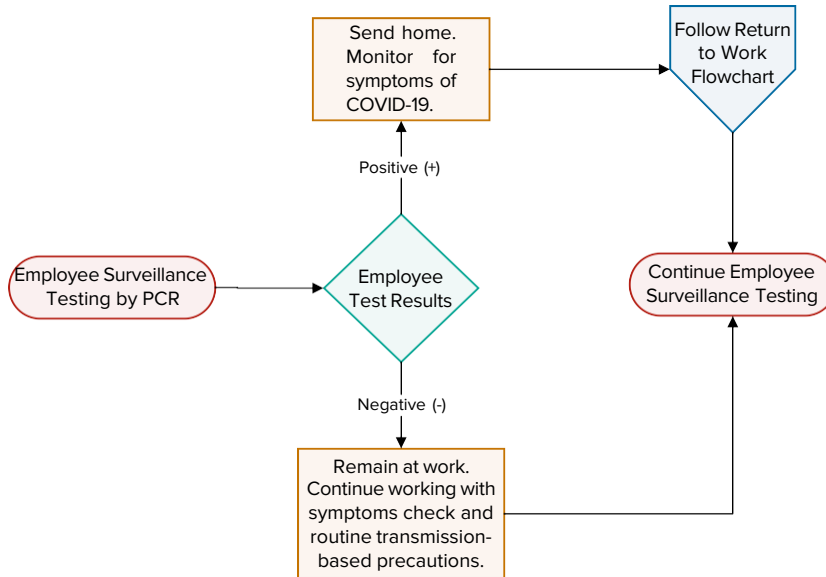 Send home.
Monitor for
symptoms of
COVID-19.
Follow Return
to Work
Flowchart
Positive (+)
Employee Surveillance
Testing by PCR
Employee
Test Results
Continue Employee
Surveillance Testing
Negative (-)
Remain at work.
Continue working with
symptoms check and
routine transmission-
based precautions.